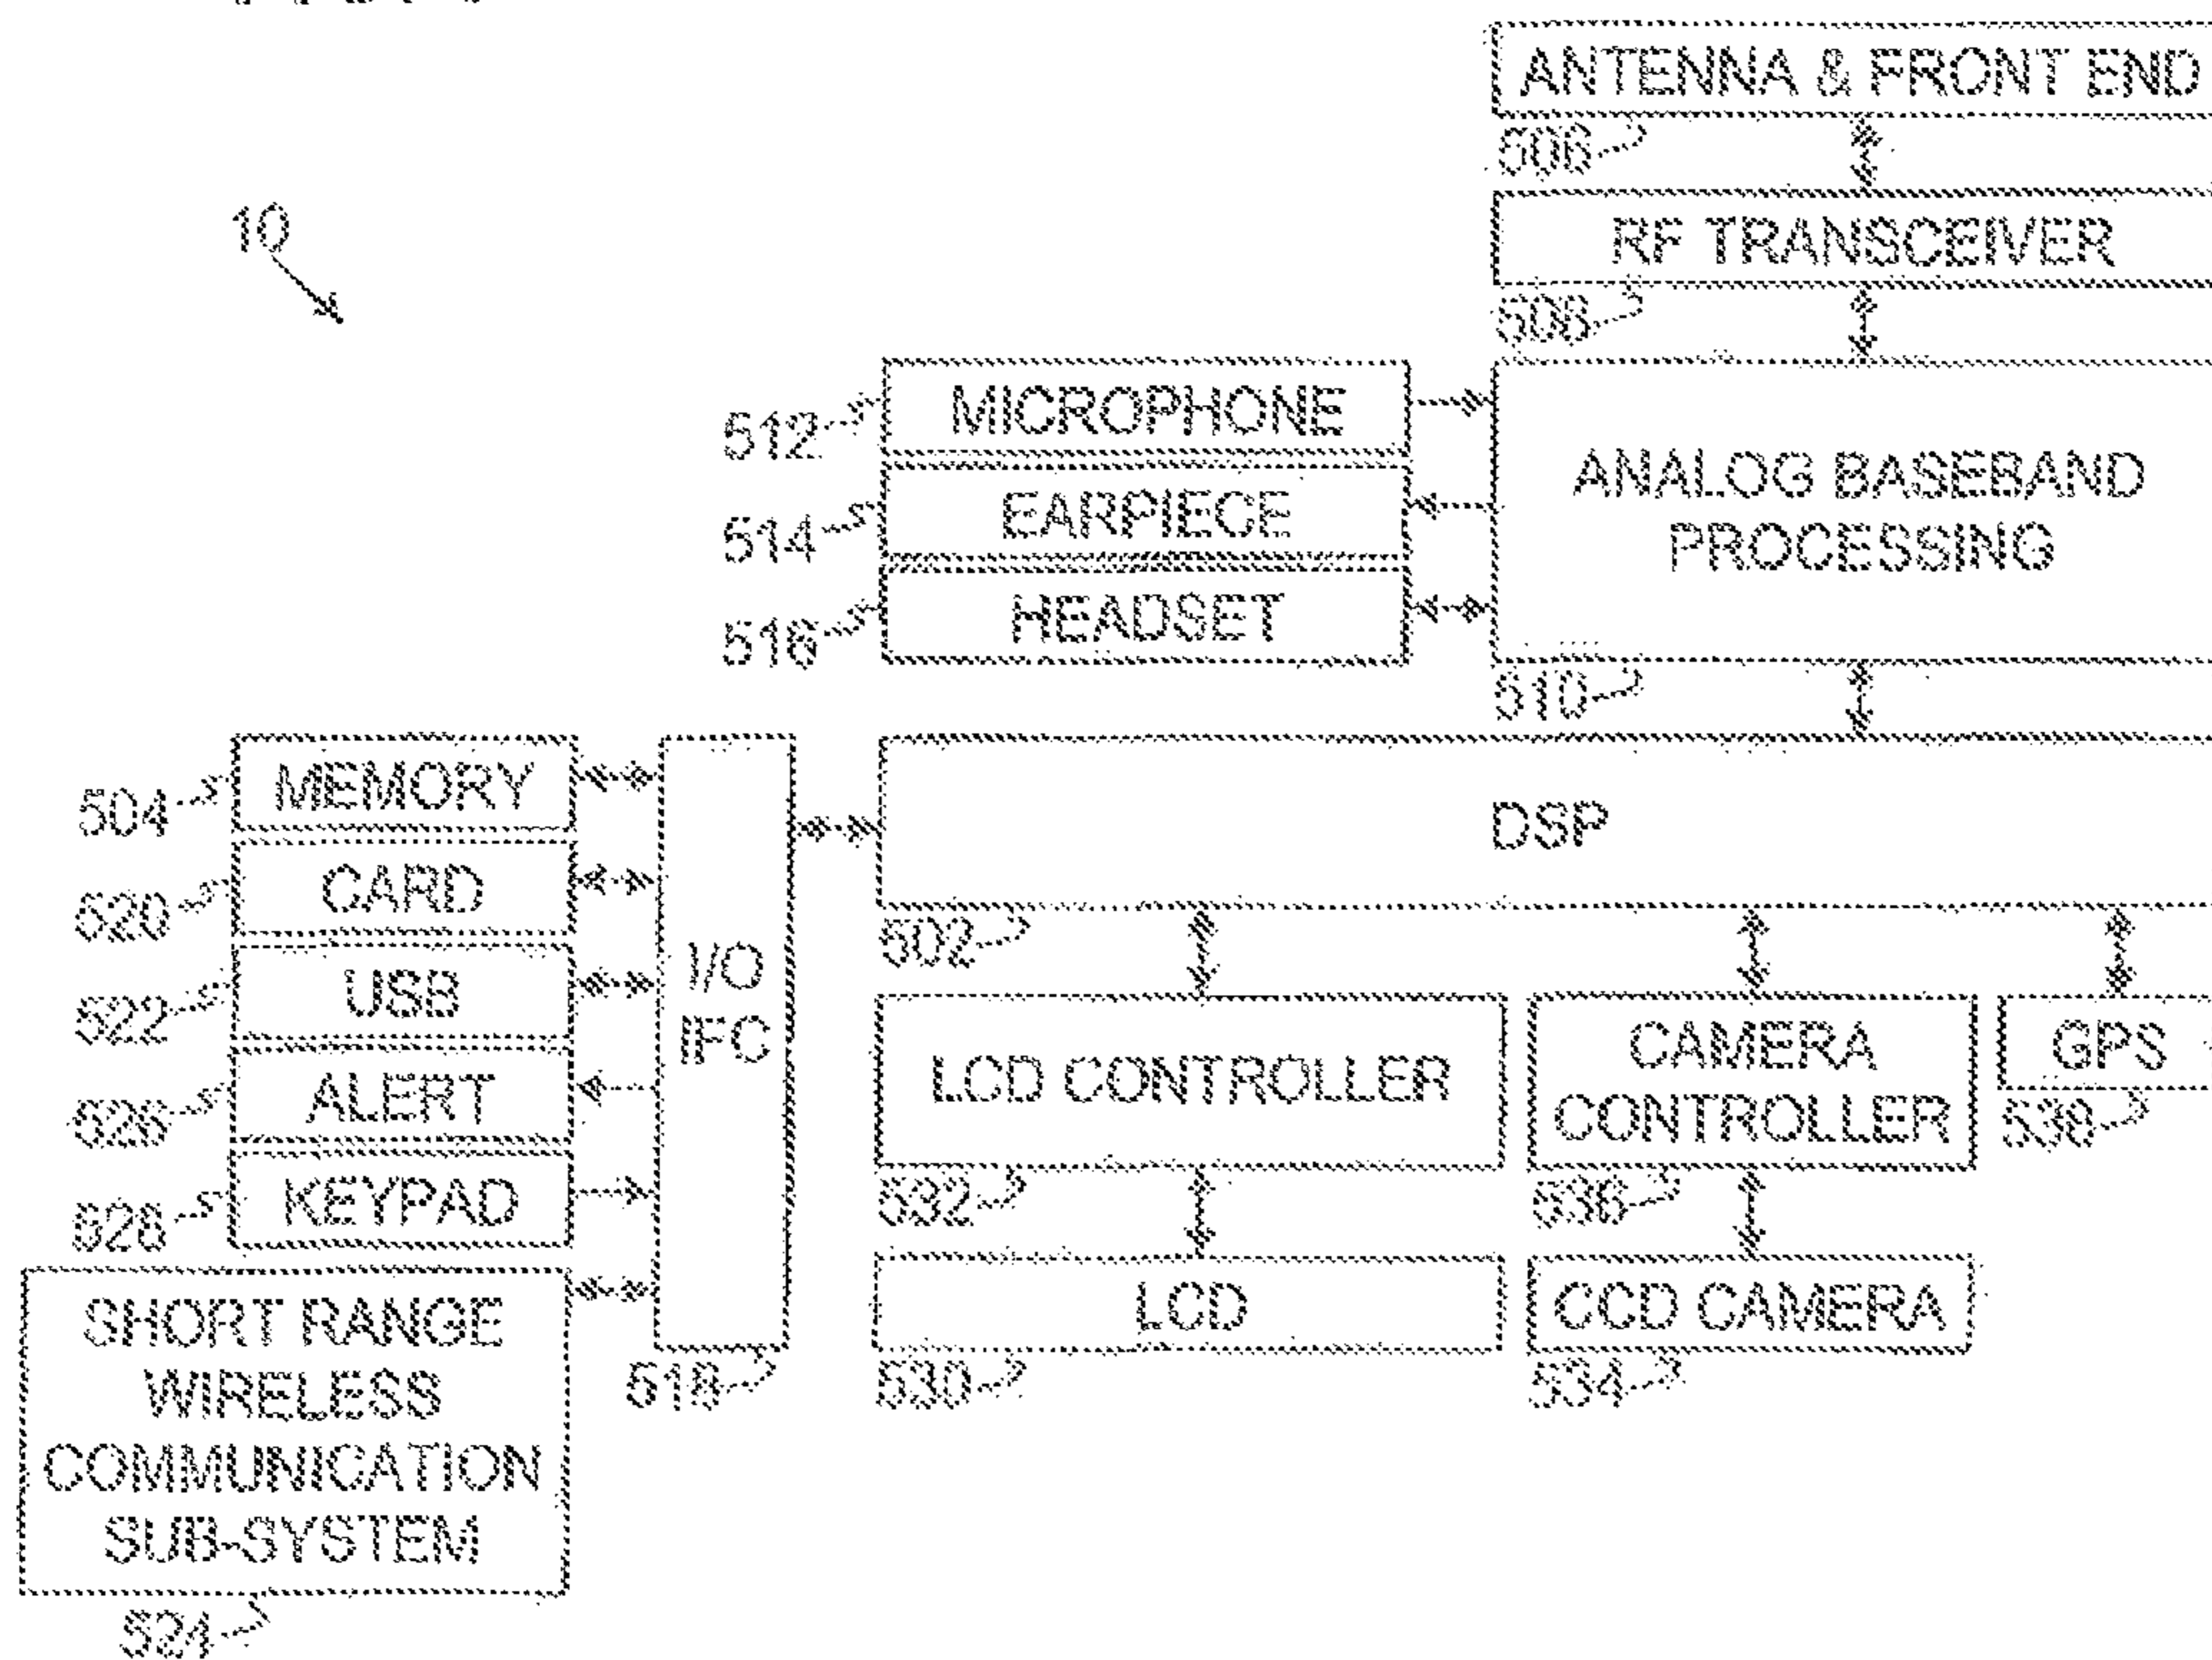 ANTENNA & FRONT END
506
10
RF TRANSCEIVER
508
512
MICROPHONE
514
EARPIECE
516
HEADSET
ANALOG BASEBAND
PROCESSING
510
504
MEMORY
520
CARD
522
USB
526
ALERT
528
KEYPAD
SHORT RANGE
WIRELESS
COMMUNICATION
SUB-SYSTEM
524
I/O
IFC
518
DSP
502
LCD CONTROLLER
532
LCD
530
CAMERA
CONTROLLER
536
CCD CAMERA
534
GPS
538